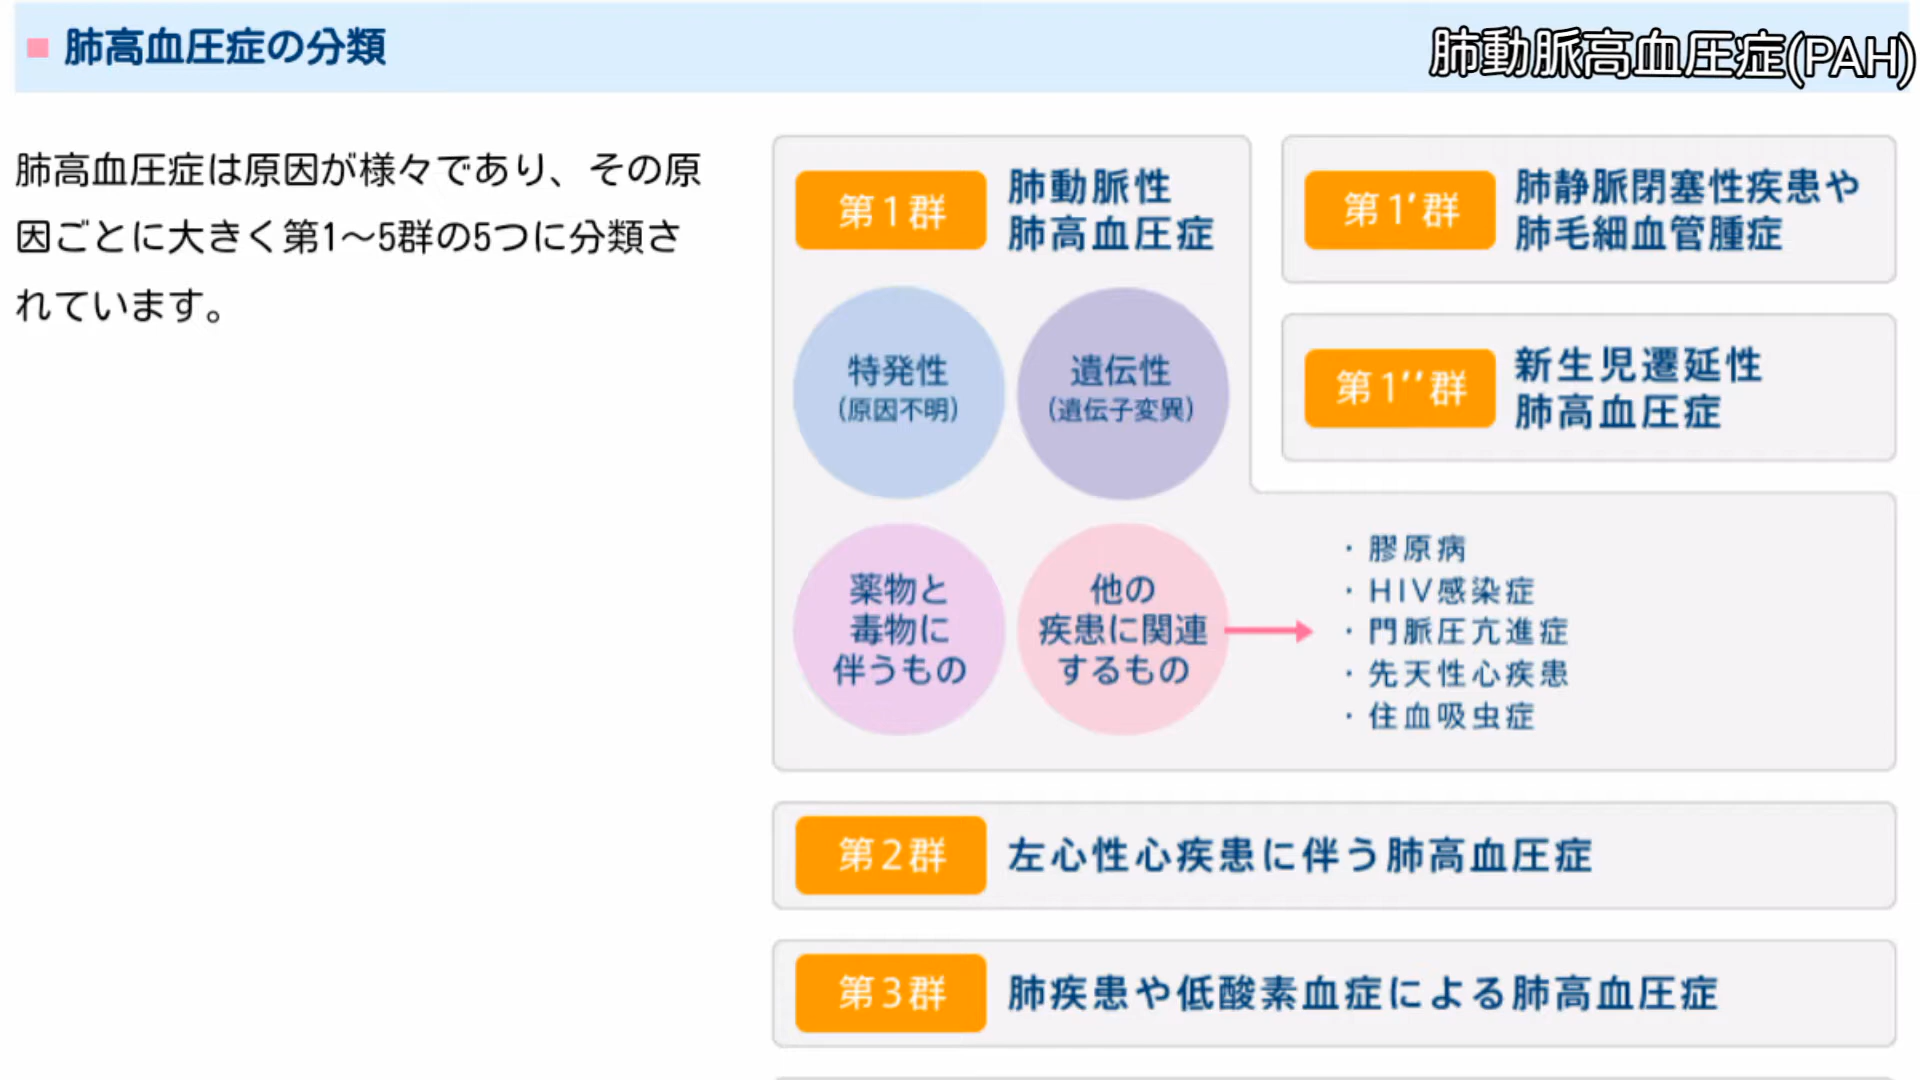 肺高血圧症の分類
肺動脈高血圧症(PAH)
肺高血圧症は原因が様々であり、その原
因ごとに大きく第1～5群の5つに分類さ
れています。
第1群
肺動脈性
肺高血圧症
特発性
(原因不明)
遺伝性
(遺伝子変異)
薬物と
毒物に
伴うもの
他の
疾患に関連
するもの
・膠原病
・HIV感染症
・門脈圧亢進症
・先天性心疾患
・住血吸虫症
第1′群
肺静脈閉塞性疾患や
肺毛細血管腫症
第1′′群
新生児遷延性
肺高血圧症
第2群
左心性心疾患に伴う肺高血圧症
第3群
肺疾患や低酸素血症による肺高血圧症